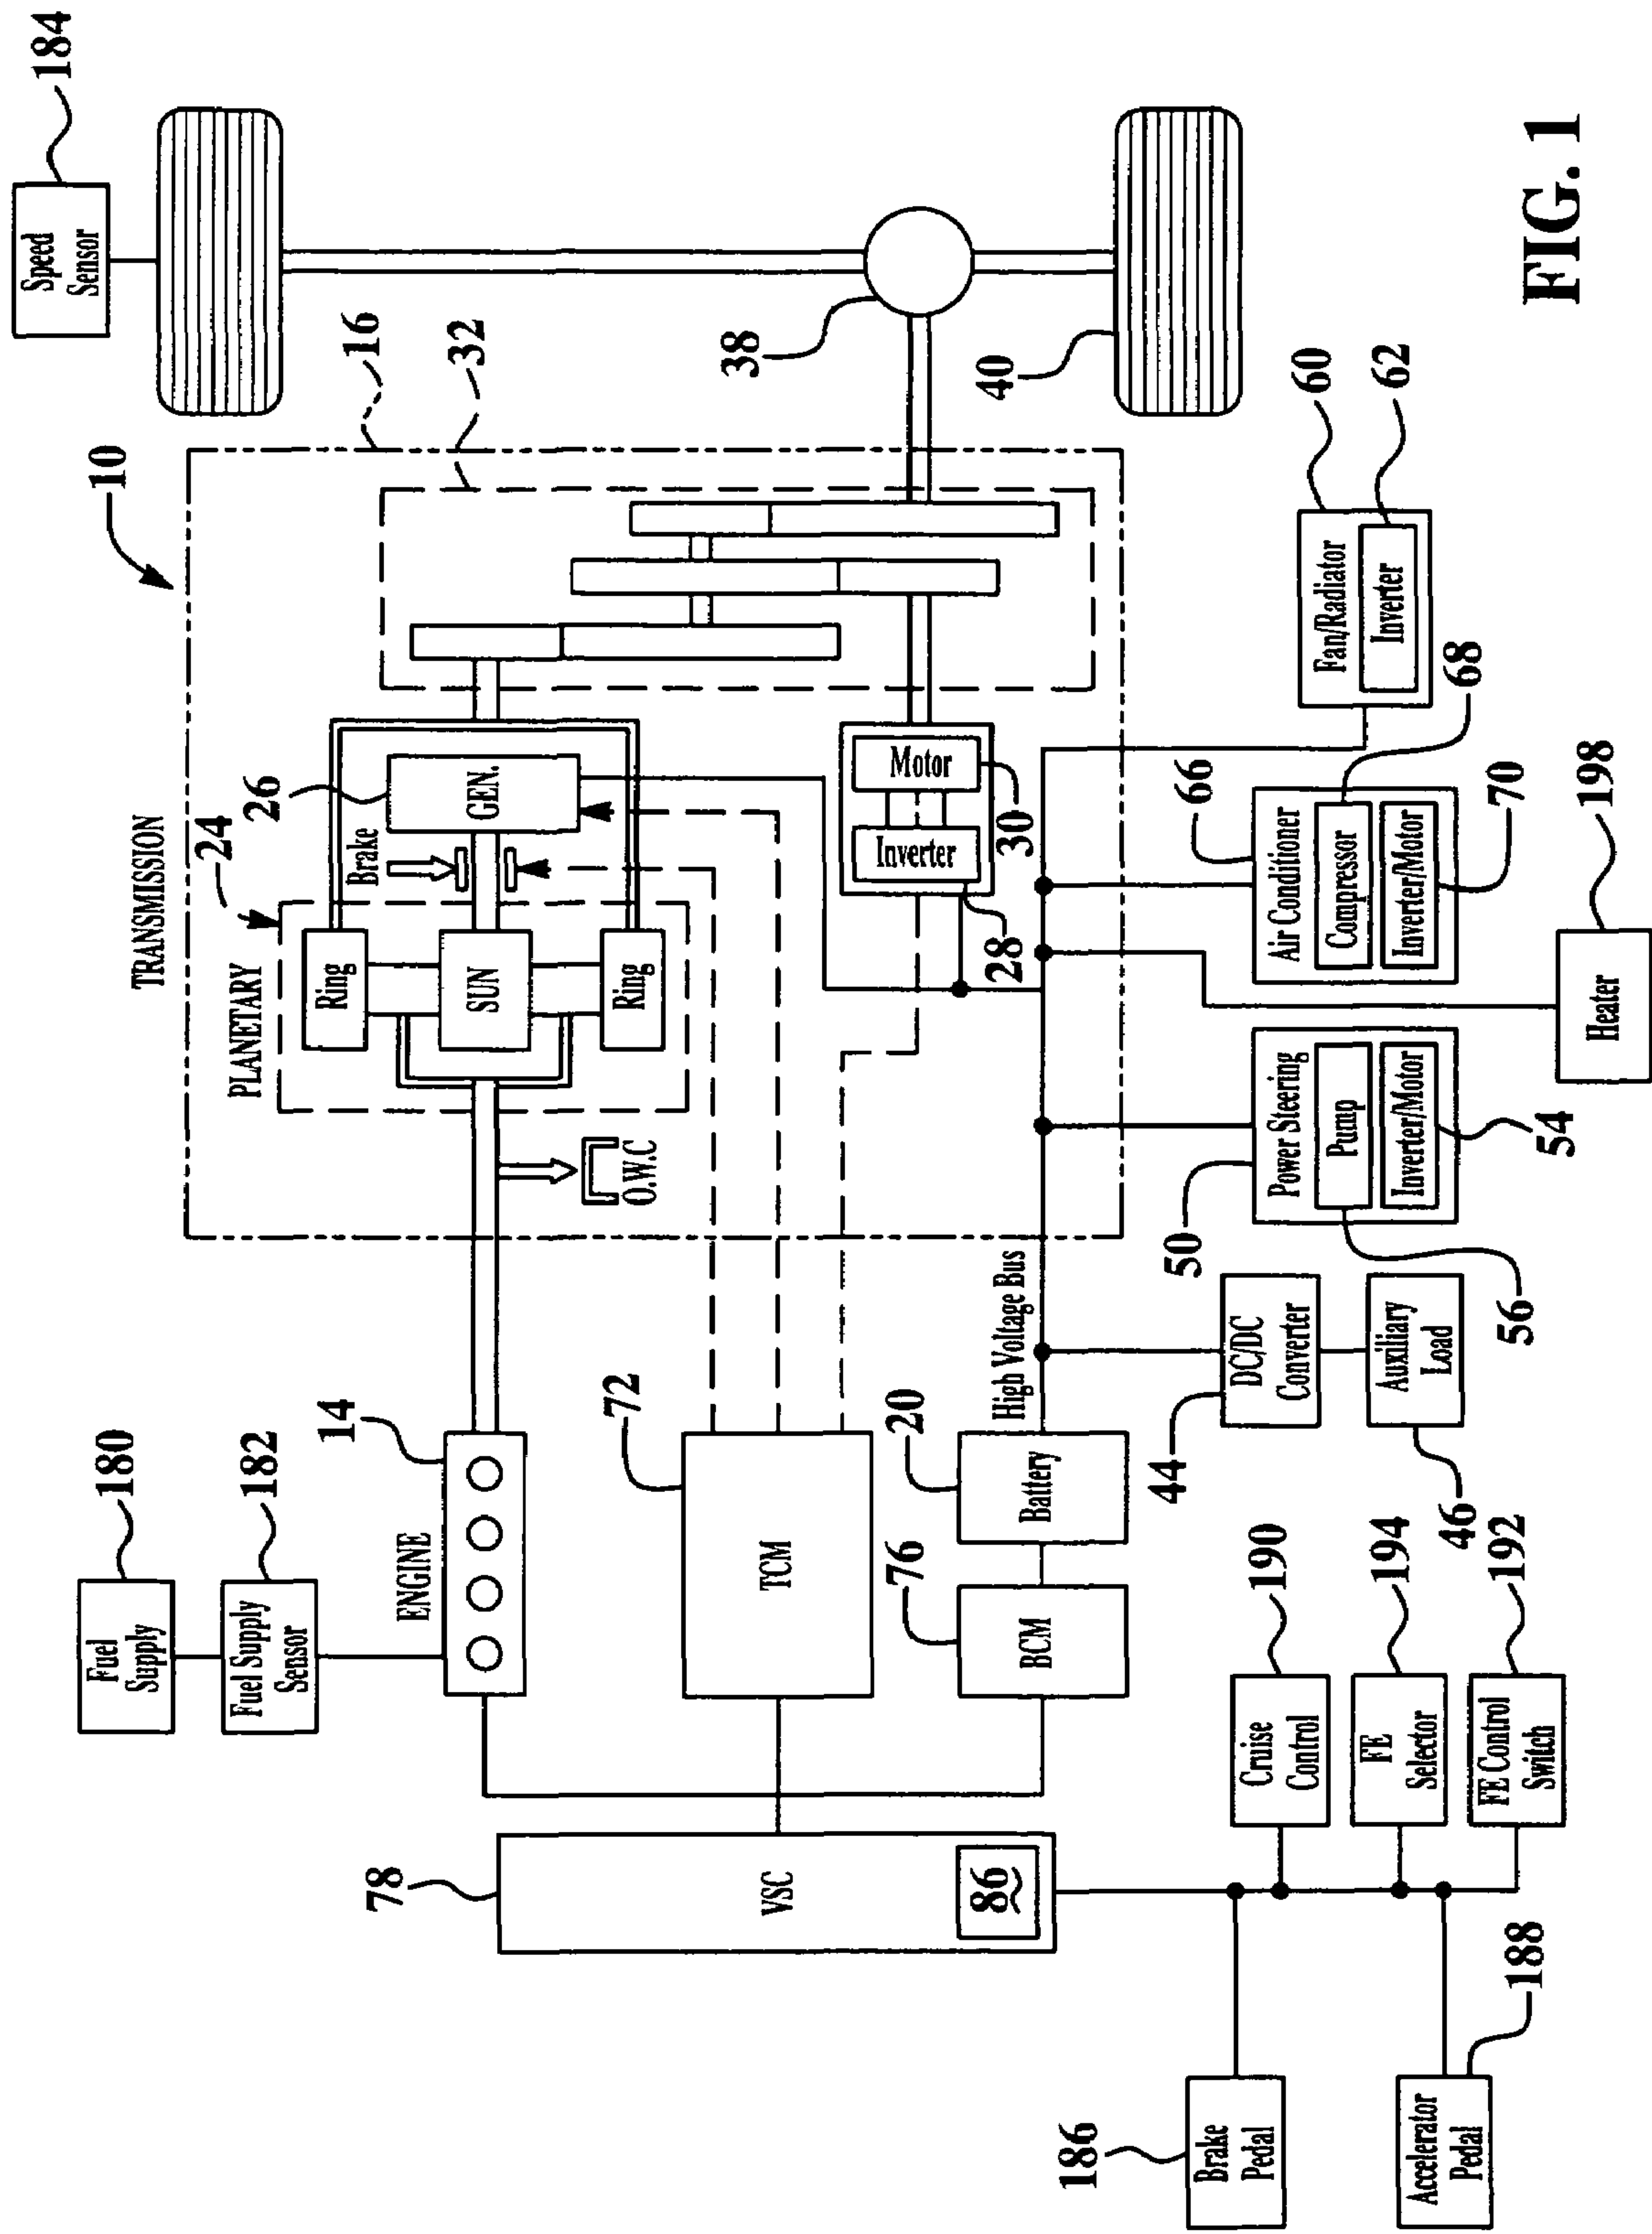 180
Fuel
Supply
182
Fuel Supply
Sensor
14
ENGINE
TRANSMISSION
10
16
32
184
Speed
Sensor
PLANETARY
24
26
Ring
SUN
Ring
Brake
GEN.
O.W.C
72
TCM
78
VSC
86
76
BCM
20
Battery
High Voltage Bus
Inverter
Motor
28
30
38
40
44
DC/DC
Converter
46
Auxiliary
Load
50
Power Steering
Pump
Inverter/Motor
56
54
66
Air Conditioner
Compressor
Inverter/Motor
68
70
60
Fan/Radiator
Inverter
62
Heater
198
186
Brake
Pedal
Accelerator
Pedal
188
Cruise
Control
190
FE
Selector
194
FE Control
Switch
192
FIG. 1